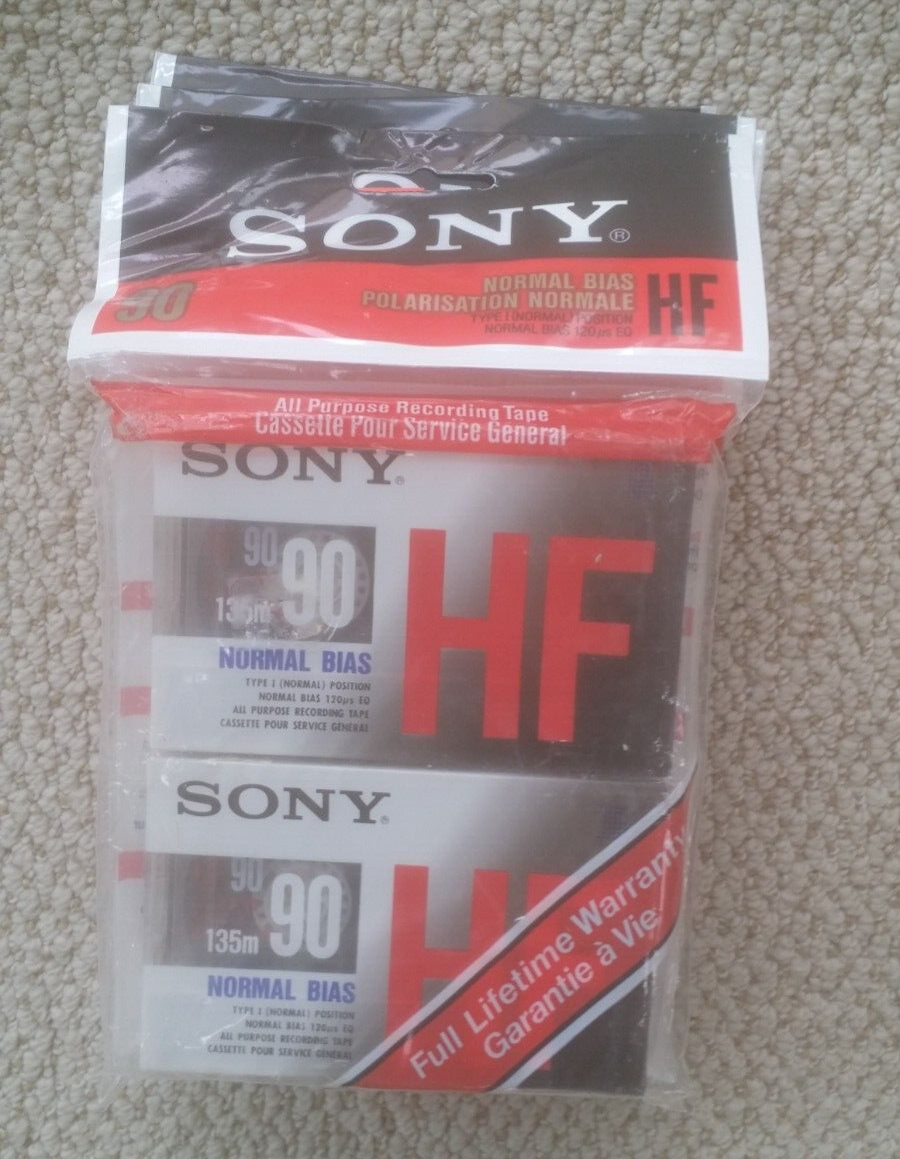 SONY®
90
NORMAL BIAS
POLARISATION NORMALE
HF
TYPE I (NORMAL) POSITION
NORMAL BIAS 120µs EQ
All Purpose Recording Tape
Cassette Pour Service General
SONY®
90
90
135m
HF
NORMAL BIAS
TYPE I (NORMAL) POSITION
NORMAL BIAS 120µs EQ
ALL PURPOSE RECORDING TAPE
CASSETTE POUR SERVICE GÉNÉRAL
SONY®
90
90
135m
H
NORMAL BIAS
TYPE I (NORMAL) POSITION
NORMAL BIAS 120µs EQ
ALL PURPOSE RECORDING TAPE
CASSETTE POUR SERVICE GÉNÉRAL
Full Lifetime Warranty
Garantie à Vie